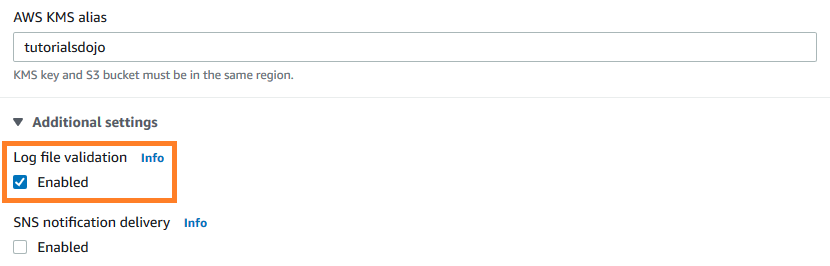 AWS KMS alias
tutorialsdojo
KMS key and S3 bucket must be in the same region.
Additional settings
Log file validation Info
Enabled
SNS notification delivery Info
Enabled